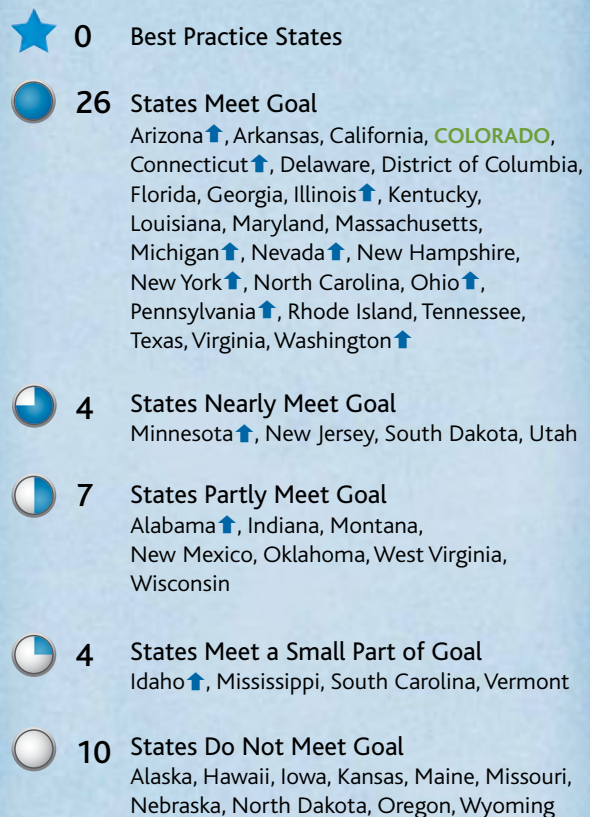 0 Best Practice States
26 States Meet Goal
Arizona⬆, Arkansas, California, COLORADO,
Connecticut⬆, Delaware, District of Columbia,
Florida, Georgia, Illinois⬆, Kentucky,
Louisiana, Maryland, Massachusetts,
Michigan⬆, Nevada⬆, New Hampshire,
New York⬆, North Carolina, Ohio⬆,
Pennsylvania⬆, Rhode Island, Tennessee,
Texas, Virginia, Washington⬆
4 States Nearly Meet Goal
Minnesota⬆, New Jersey, South Dakota, Utah
7 States Partly Meet Goal
Alabama⬆, Indiana, Montana,
New Mexico, Oklahoma, West Virginia,
Wisconsin
4 States Meet a Small Part of Goal
Idaho⬆, Mississippi, South Carolina, Vermont
10 States Do Not Meet Goal
Alaska, Hawaii, Iowa, Kansas, Maine, Missouri,
Nebraska, North Dakota, Oregon, Wyoming